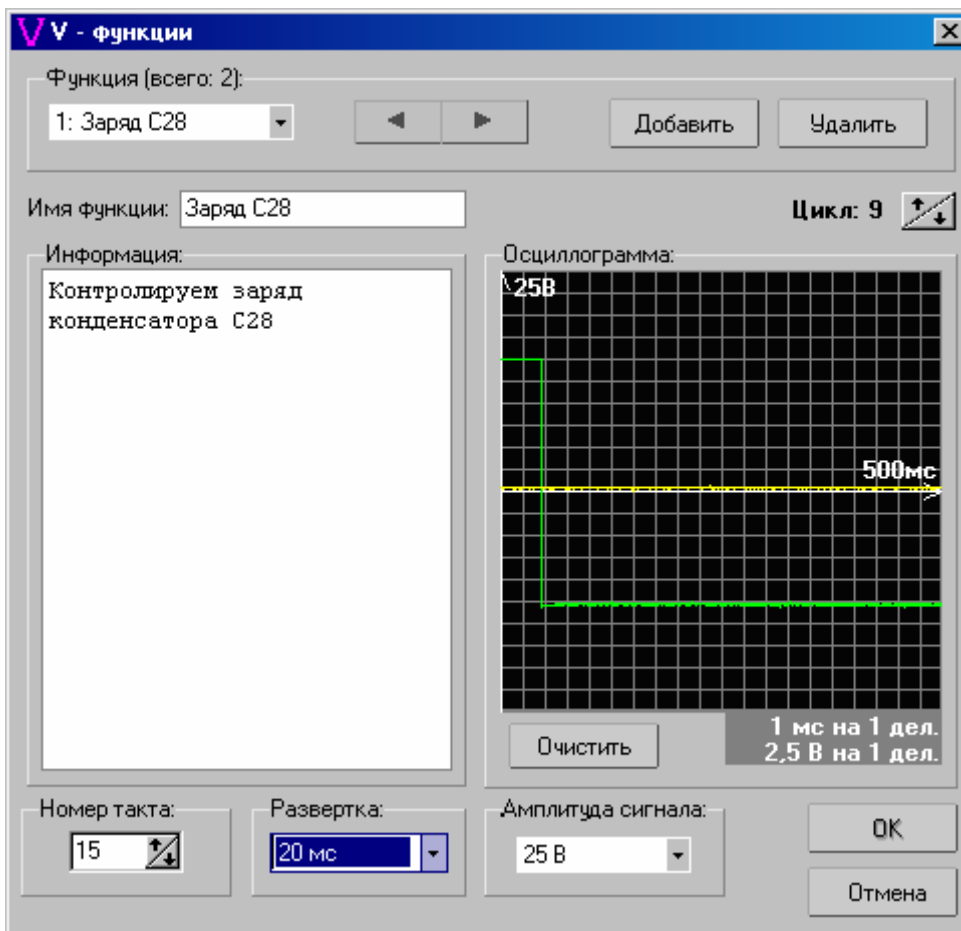 V - функции
Функция (всего: 2):
1: Заряд С28
Добавить
Удалить
Имя функции: Заряд С28
Цикл: 9
Информация:
Контролируем заряд
конденсатора С28
Осциллограмма:
25В
500мс
1 мс на 1 дел.
2,5 В на 1 дел.
Очистить
Номер такта:
15
Развертка:
20 мс
Амплитуда сигнала:
25 В
OK
Отмена